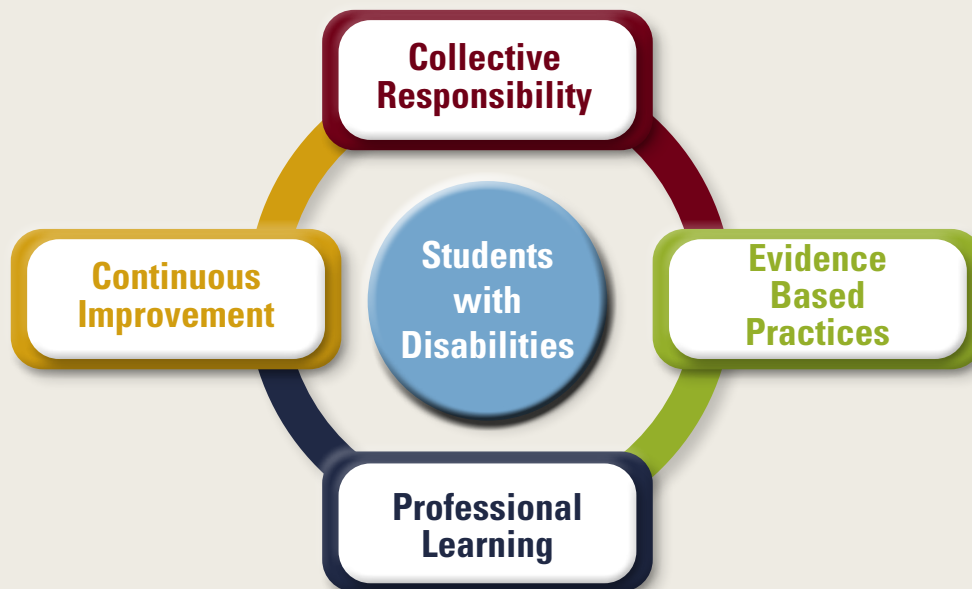 Collective
Responsibility
Continuous
Improvement
Students
with
Disabilities
Evidence
Based
Practices
Professional
Learning